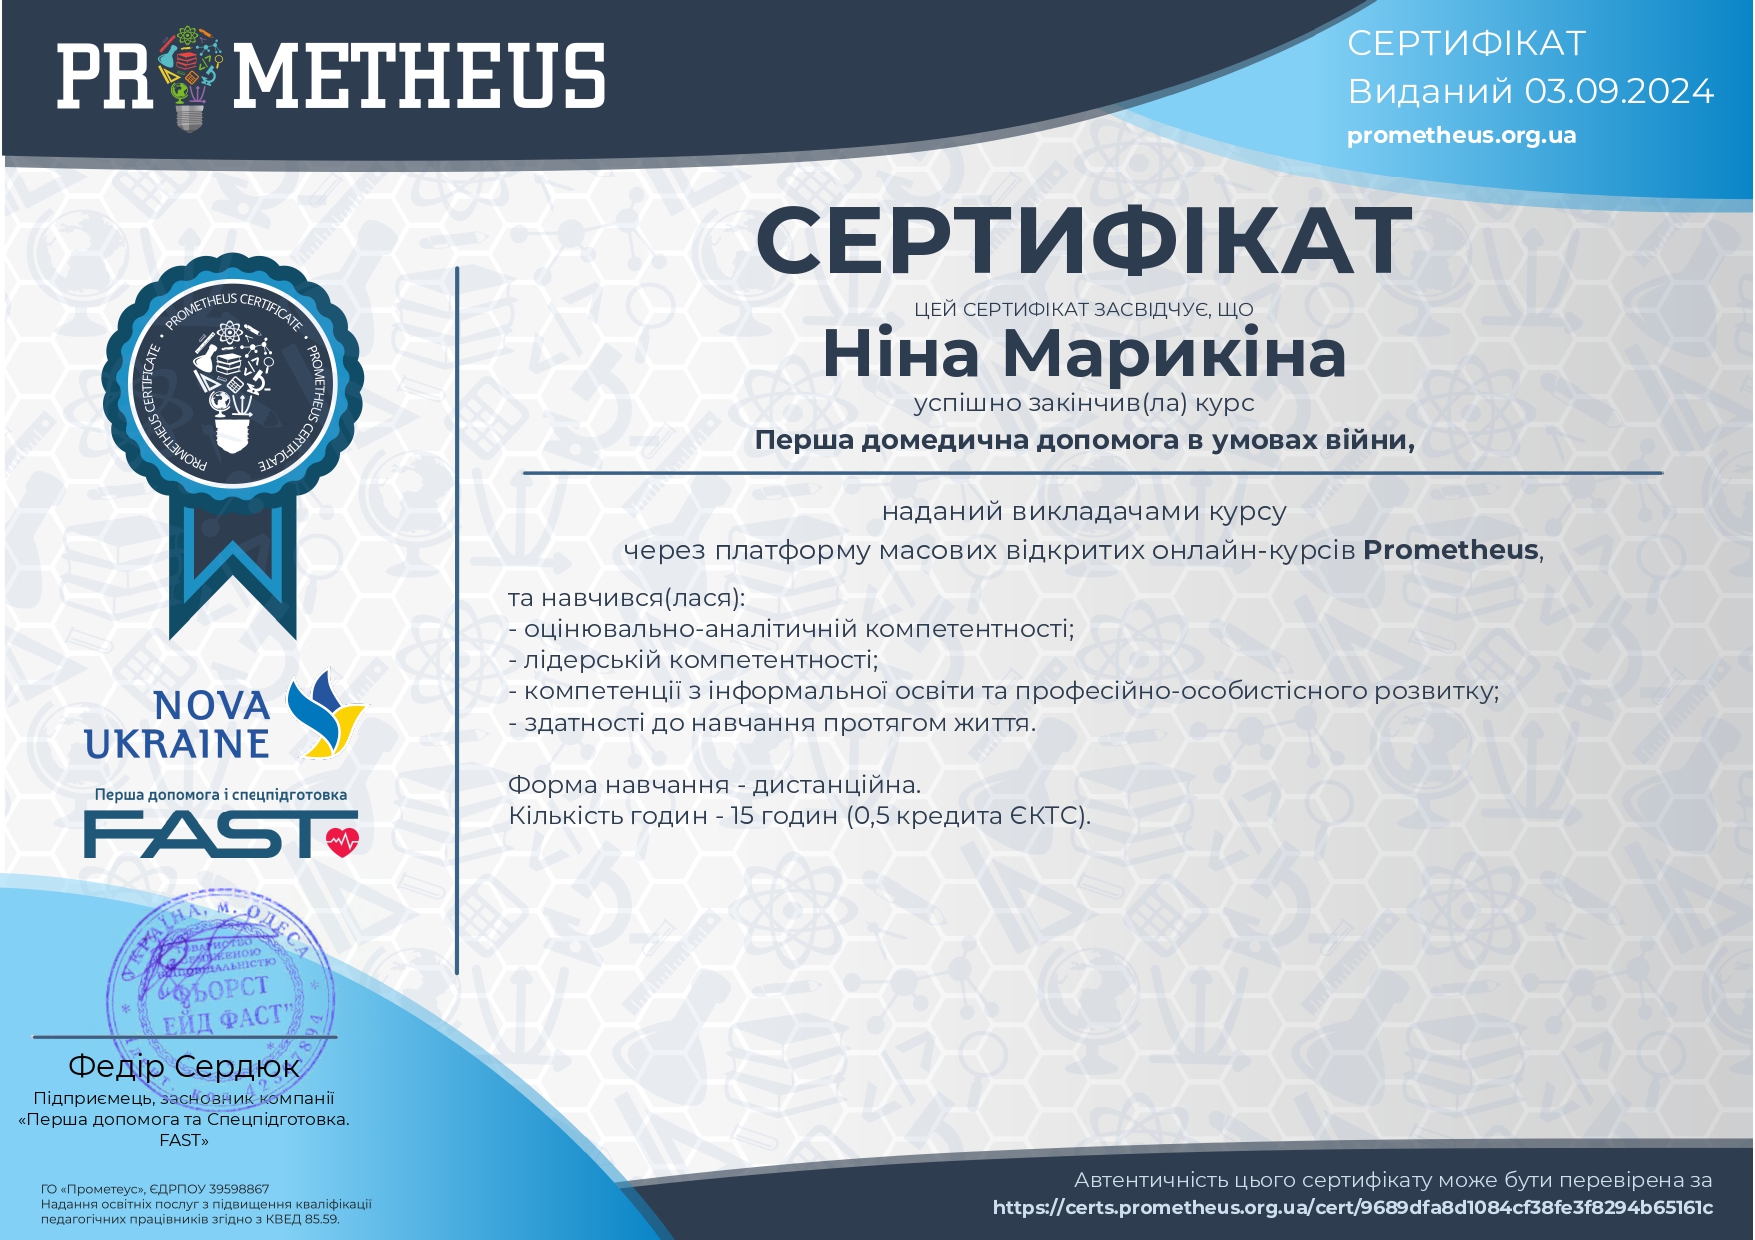 PROMETHEUS
СЕРТИФІКАТ
Виданий 03.09.2024
prometheus.org.ua
СЕРТИФІКАТ
ЦЕЙ СЕРТИФІКАТ ЗАСВІДЧУЄ, ЩО
Ніна Марикіна
успішно закінчив(ла) курс
Перша домедична допомога в умовах війни,
наданий викладачами курсу
через платформу масових відкритих онлайн-курсів Prometheus,
та навчився(лася):
- оцінювально-аналітичній компетентності;
- лідерській компетентності;
- компетенції з інформальної освіти та професійно-особистісного розвитку;
- здатності до навчання протягом життя.
Форма навчання - дистанційна.
Кількість годин - 15 годин (0,5 кредита ЄКТС).
PROMETHEUS CERTIFICATE • PROMETHEUS CERTIFICATE
PROMETHEUS CERTIFICATE •
NOVA
UKRAINE
Перша допомога і спецпідготовка
FAST
УКРАЇНА, м. ОДЕСА
ТОВАРИСТВО
"ФЬОРСТ
ЕЙД ФАСТ"
Федір Сердюк
Підприємець, засновник компанії
«Перша допомога та Спецпідготовка.
FAST»
ГО «Прометеус», ЄДРПОУ 39598867
Надання освітніх послуг з підвищення кваліфікації
педагогічних працівників згідно з КВЕД 85.59.
Автентичність цього сертифікату може бути перевірена за
https://certs.prometheus.org.ua/cert/9689dfa8d1084cf38fe3f8294b65161c